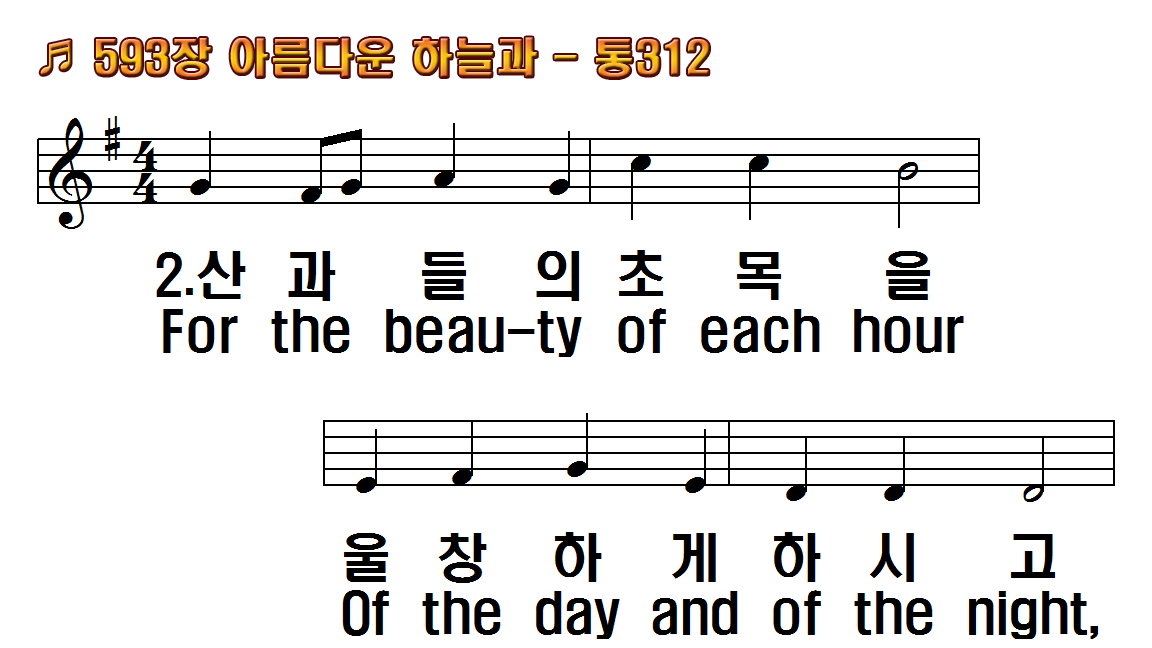 ♬ 593장 아름다운 하늘과 - 통312
2.산 과 들 의 초 목 을
For the beau-ty of each hour
울 창 하 게 하 시 고
Of the day and of the night,